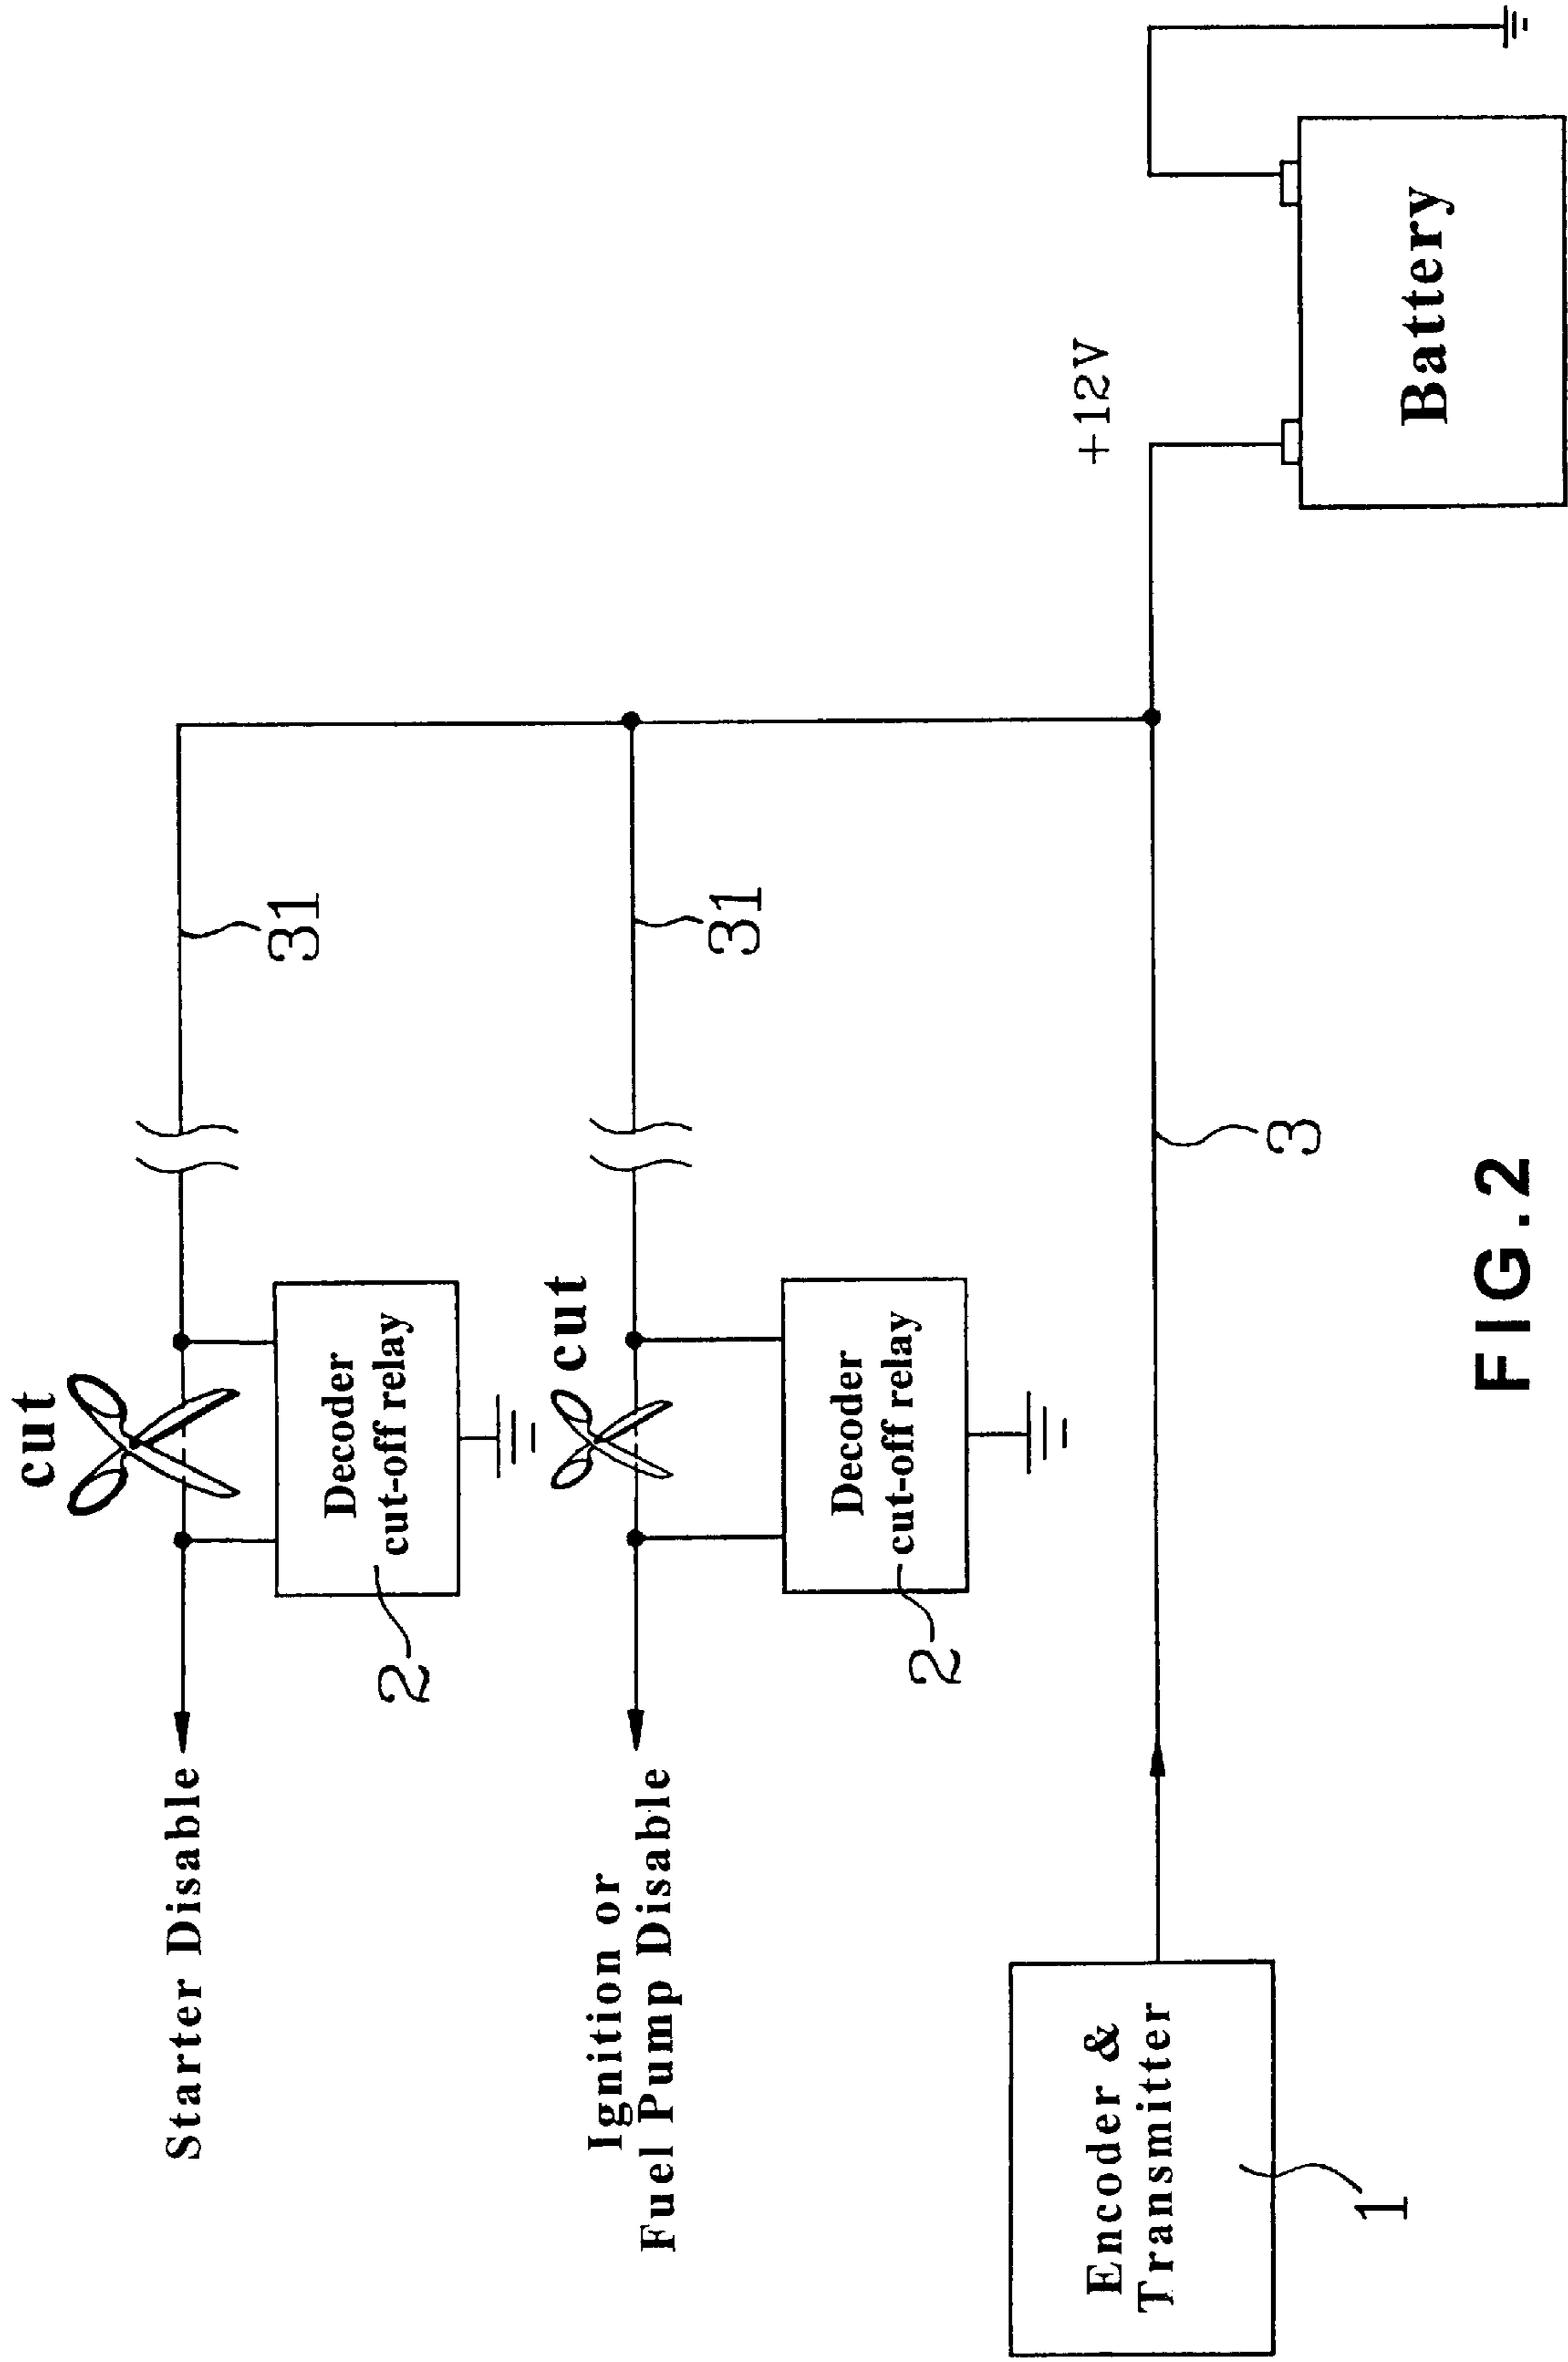 cut
Starter Disable
31
Decoder
cut-off relay
2
cut
Ignition or
Fuel Pump Disable
31
Decoder
cut-off relay
2
+12V
Encoder &
Transmitter
1
3
Battery
FIG.2